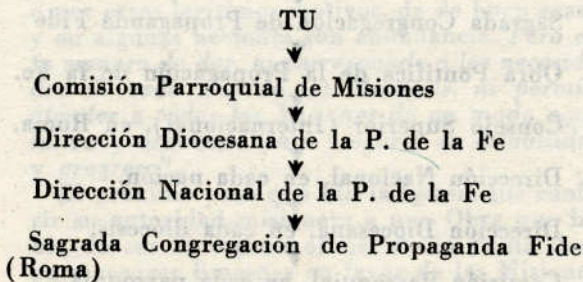 TU
Comisión Parroquial de Misiones
Dirección Diocesana de la P. de la Fe
Dirección Nacional de la P. de la Fe
Sagrada Congregación de Propaganda Fide
(Roma)